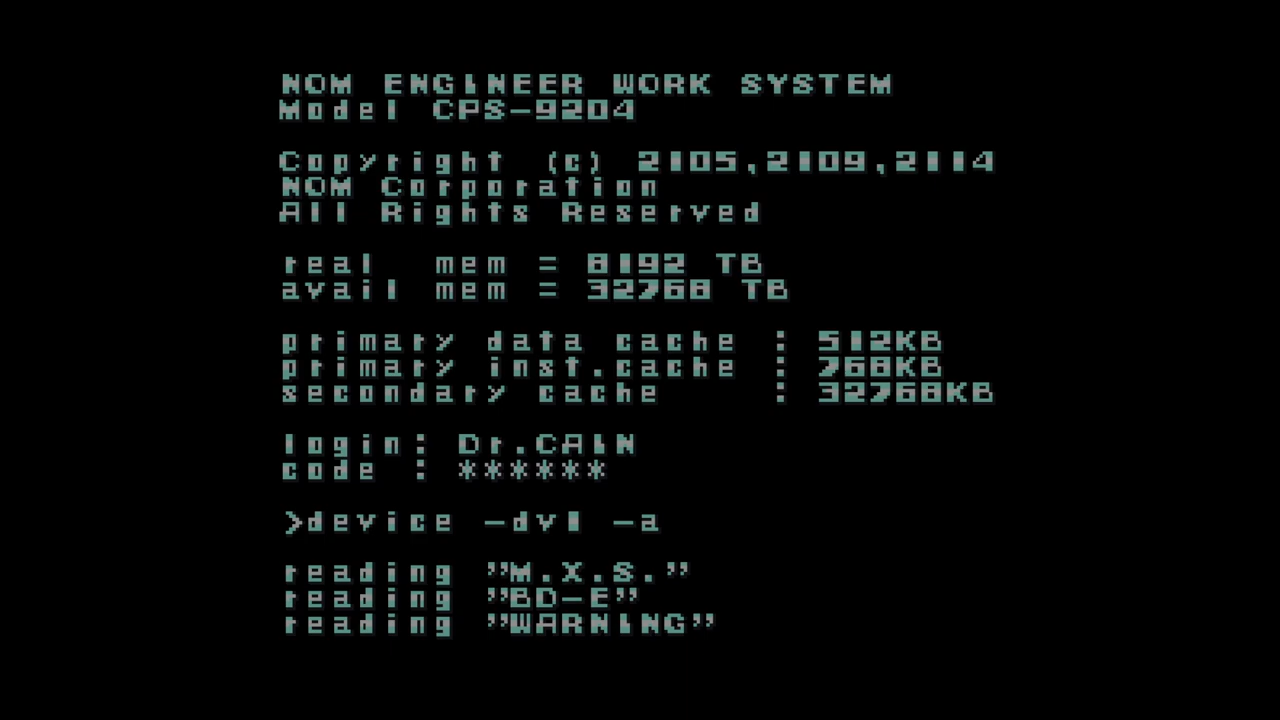 NOM ENGINEER WORK SYSTEM
Model CPS-9204
Copyright (c) 2105,2109,2114
NOM Corporation
All Rights Reserved
real  mem = 8192 TB
avail mem = 32768 TB
primary data cache : 512KB
primary inst.cache : 768KB
secondary cache    : 32768KB
login: Dr.CAIN
code : ******
>device -dvl -a
reading "M.X.S."
reading "BD-E"
reading "WARNING"